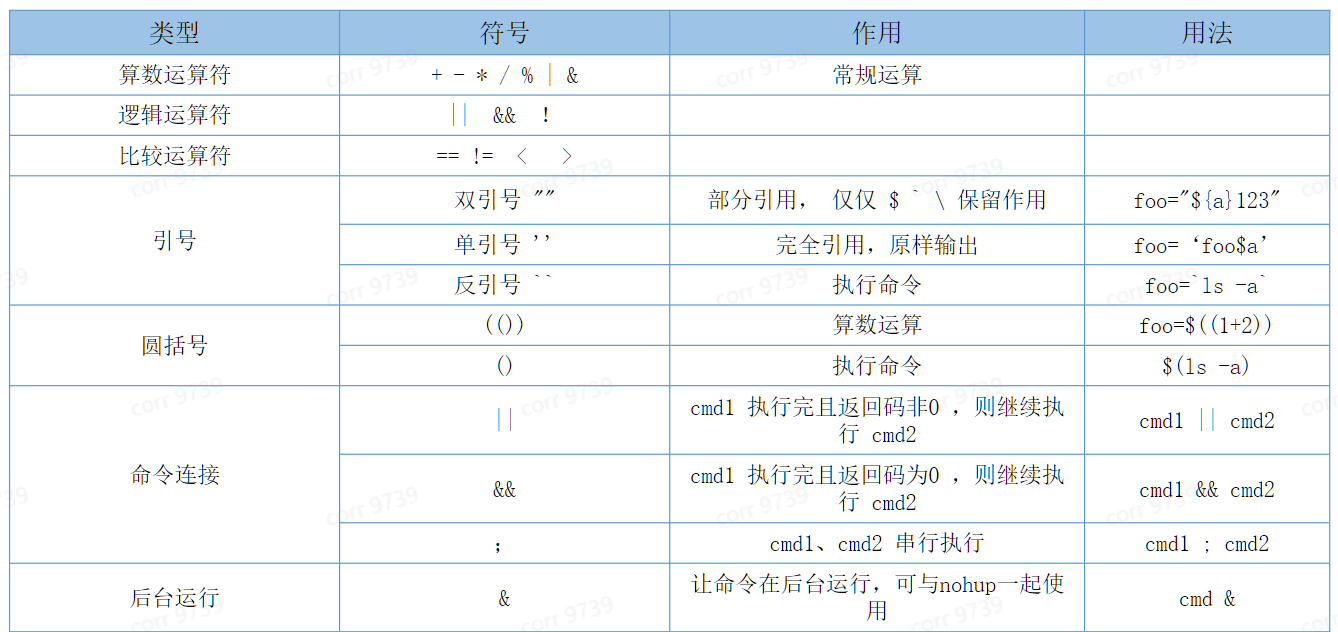 类型 符号 作用 用法
算数运算符 + - * / % | & 常规运算
逻辑运算符 || && !
比较运算符 == != < >
引号
双引号 "" 部分引用， 仅仅 $ ` \ 保留作用 foo="${a}123"
单引号 '' 完全引用，原样输出 foo=‘foo$a’
反引号 `` 执行命令 foo=`ls -a`
圆括号
(()) 算数运算 foo=$((1+2))
() 执行命令 $(ls -a)
命令连接
|| cmd1 执行完且返回码非0 ，则继续执
行 cmd2
cmd1 || cmd2
&& cmd1 执行完且返回码为0 ，则继续执
行 cmd2
cmd1 && cmd2
; cmd1、cmd2 串行执行 cmd1 ; cmd2
后台运行 & 让命令在后台运行，可与nohup一起使
用
cmd &
corr 9739